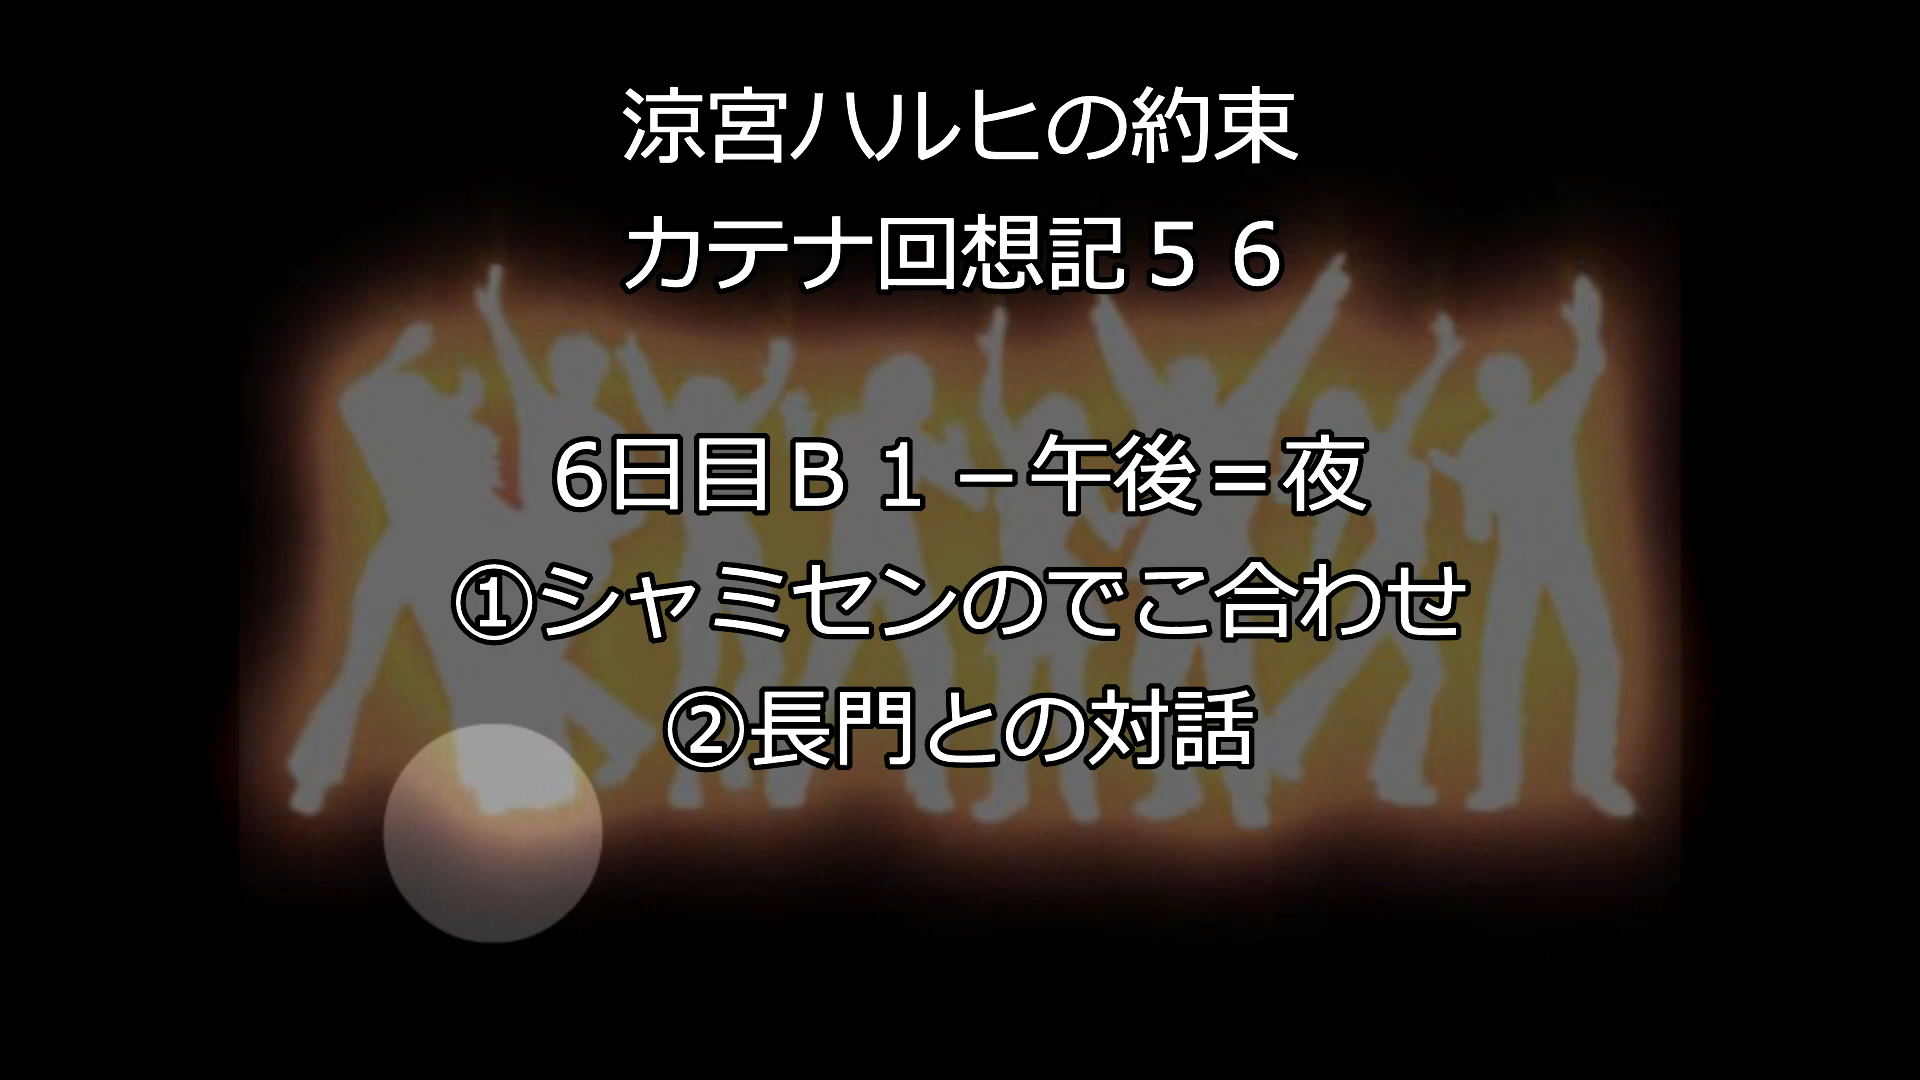 涼宮ハルヒの約束
カテナ回想記５６
6日目Ｂ１－午後＝夜
①シャミセンのでこ合わせ
②長門との対話